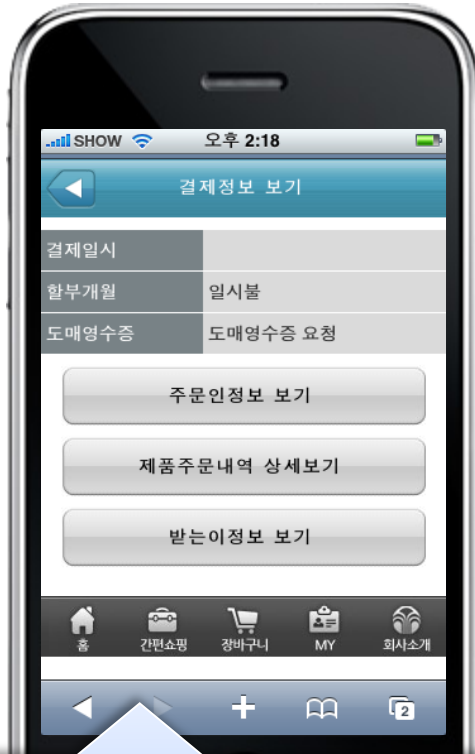 SHOW 오후 2:18
결제정보 보기
결제일시
할부개월 일시불
도매영수증 도매영수증 요청
주문인정보 보기
제품주문내역 상세보기
받는이정보 보기
홈 간편쇼핑 장바구니 MY 회사소개
2